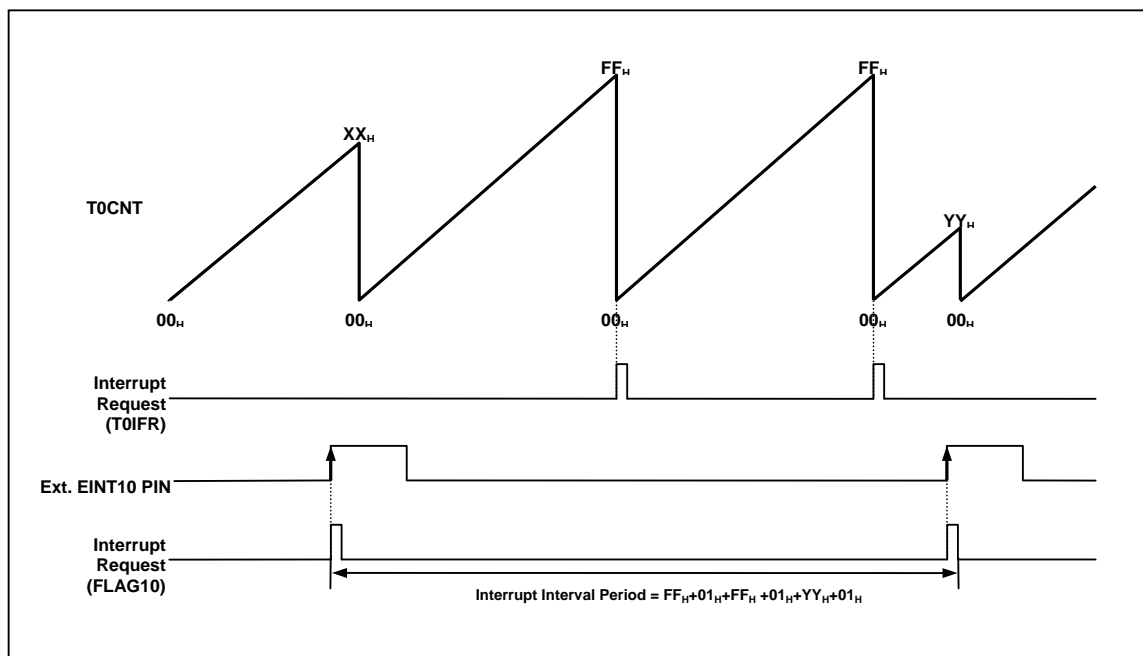 FFH
FFH
XXH
T0CNT
YYH
00H
00H
00H
00H
00H
Interrupt
Request
(T0IFR)
Ext. EINT10 PIN
Interrupt
Request
(FLAG10)
Interrupt Interval Period = FFH+01H+FFH +01H+YYH+01H